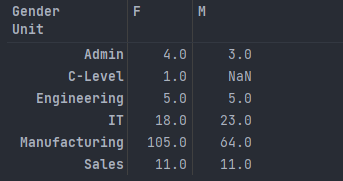 Gender F M
Unit
Admin 4.0 3.0
C-Level 1.0 NaN
Engineering 5.0 5.0
IT 18.0 23.0
Manufacturing 105.0 64.0
Sales 11.0 11.0